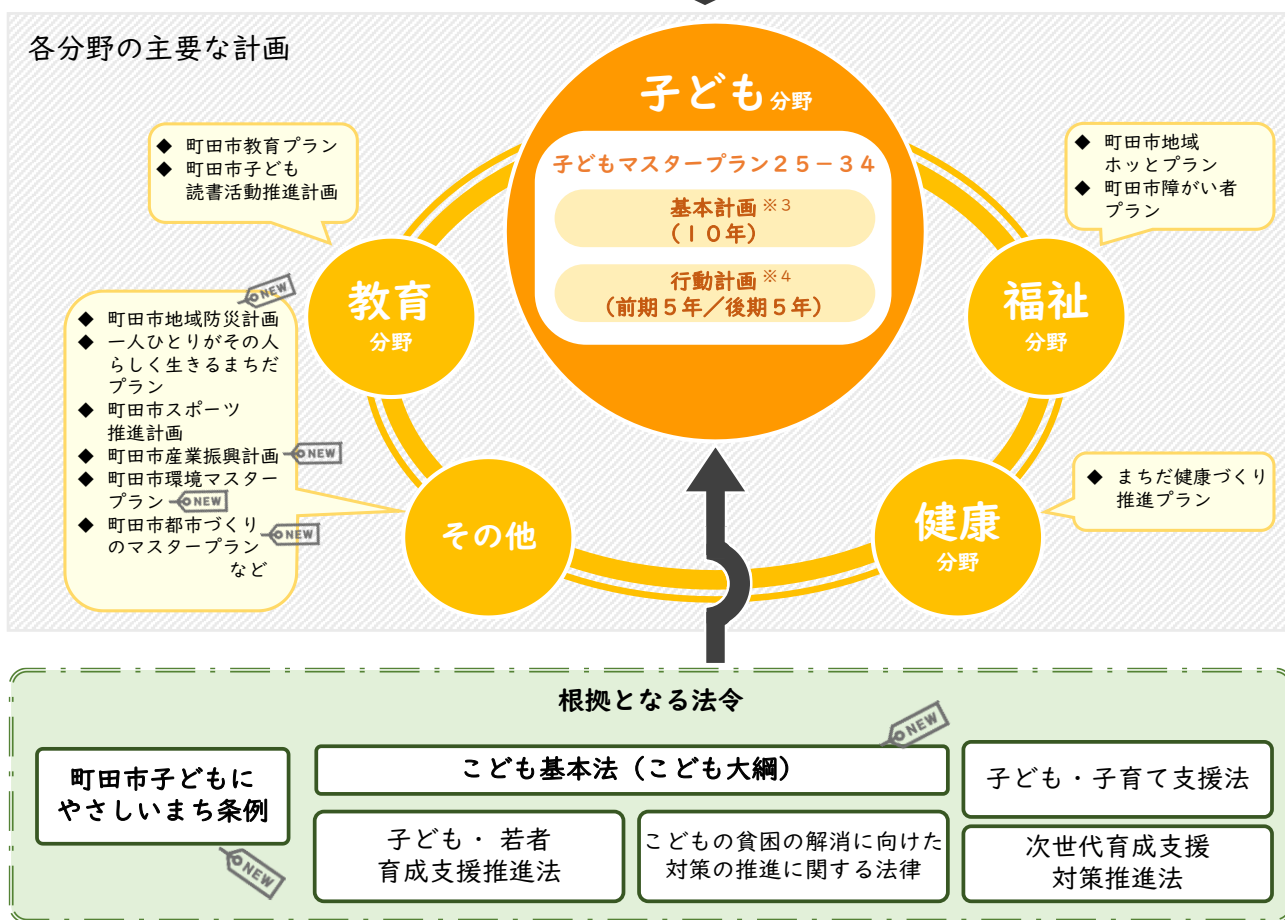 各分野の主要な計画
子ども分野
子どもマスタープラン25-34
基本計画※3
(10年)
行動計画※4
(前期5年/後期5年)
◆ 町田市教育プラン
◆ 町田市子ども
読書活動推進計画
教育
分野
◆ 町田市地域
ホッとプラン
◆ 町田市障がい者
プラン
福祉
分野
NEW
◆ 町田市地域防災計画
◆ 一人ひとりがその人
らしく生きるまちだ
プラン
◆ 町田市スポーツ
推進計画
◆ 町田市産業振興計画 NEW
◆ 町田市環境マスター
プラン NEW
◆ 町田市都市づくり NEW
のマスタープラン
など
その他
◆ まちだ健康づくり
推進プラン
健康
分野
根拠となる法令
町田市子どもに
やさしいまち条例
NEW
NEW
こども基本法(こども大綱)
子ども・若者
育成支援推進法
こどもの貧困の解消に向けた
対策の推進に関する法律
子ども・子育て支援法
次世代育成支援
対策推進法